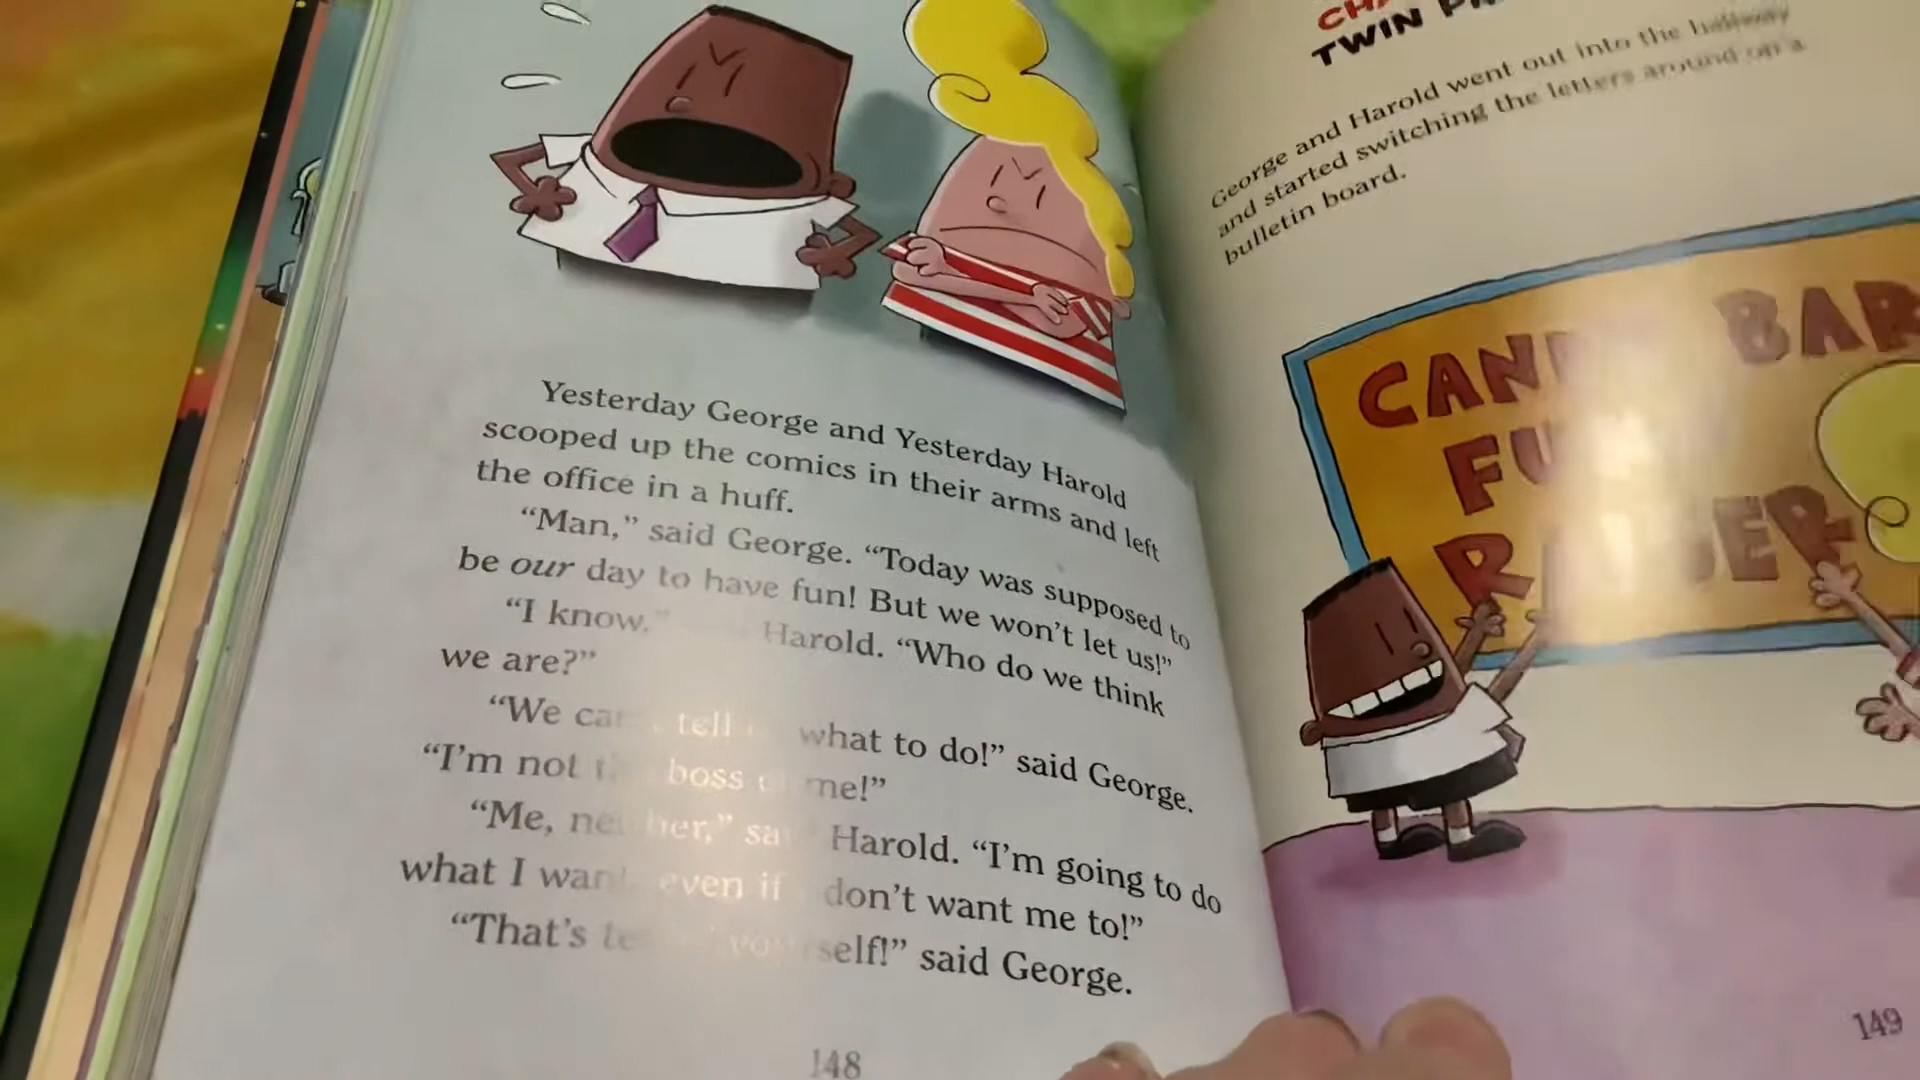 Yesterday George and Yesterday Harold
scooped up the comics in their arms and left
the office in a huff.
“Man,” said George. “Today was supposed to
be our day to have fun! But we won’t let us!”
“I know.” Harold. “Who do we think
we are?”
“We tell what to do!” said George.
“I’m not boss me!”
“Me, neither,” Harold. “I’m going to do
what I want even if don’t want me to!”
“That’s yourself!” said George.
148
TWIN
George and Harold went out into the hallway
and started switching the letters around on a
bulletin board.
BAR
149